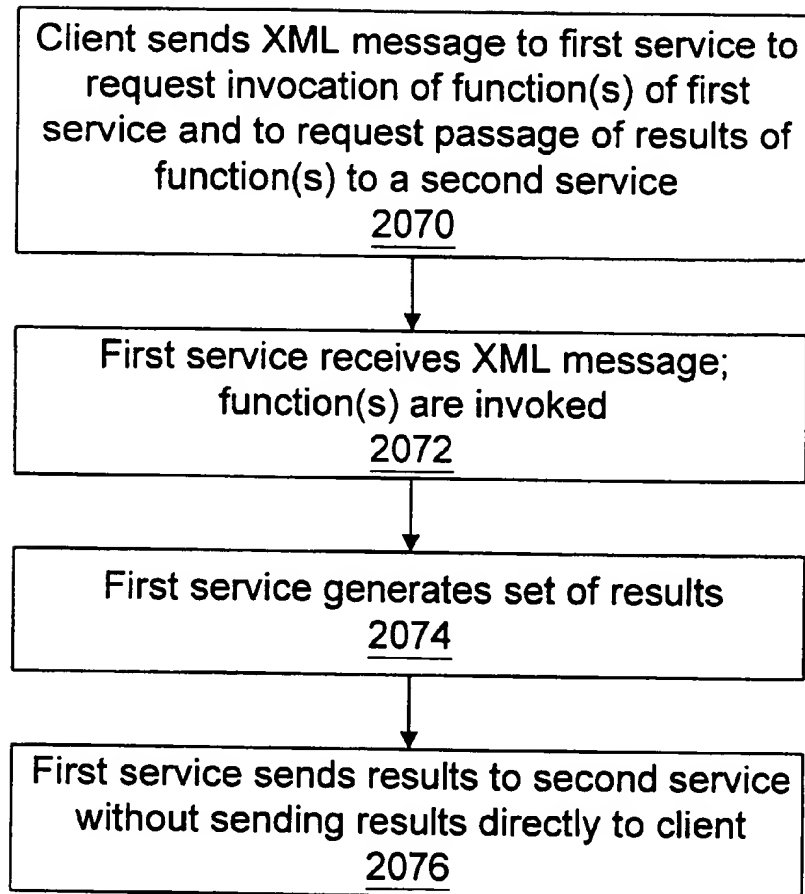 Client sends XML message to first service to
request invocation of function(s) of first
service and to request passage of results of
function(s) to a second service
2070
First service receives XML message;
function(s) are invoked
2072
First service generates set of results
2074
First service sends results to second service
without sending results directly to client
2076